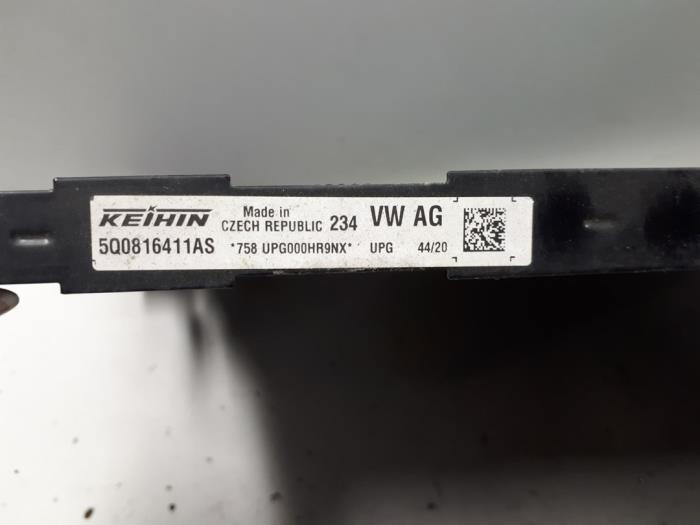 KEIHIN Made in CZECH REPUBLIC 234 VW AG
5Q0816411AS *758 UPG000HR9NX* UPG 44/20